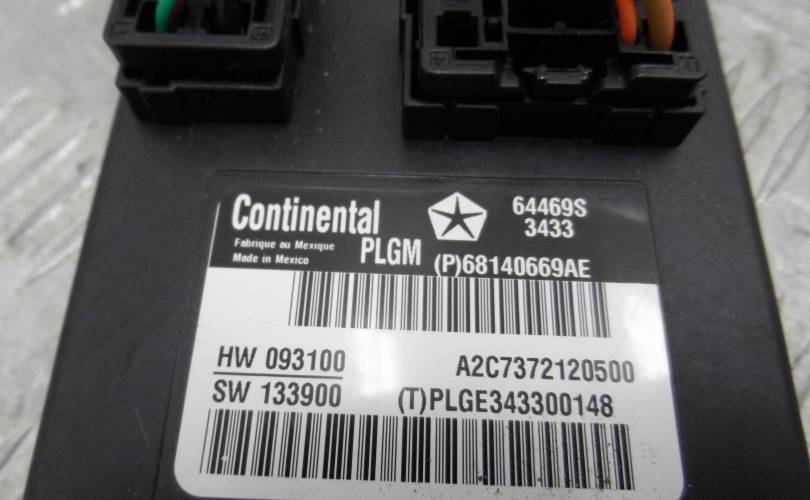 Continental
64469S
3433
Fabrique au Mexique
Made in Mexico
PLGM
(P)68140669AE
HW 093100
A2C7372120500
SW 133900
(T)PLGE343300148